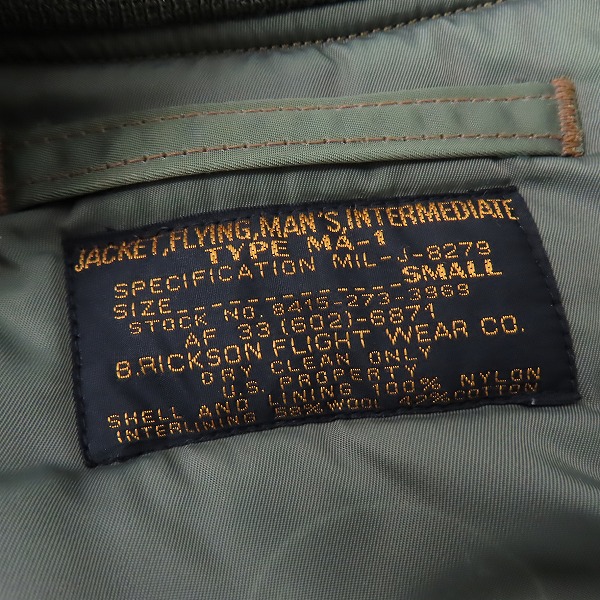 JACKET,FLYING,MAN'S,INTERMEDIATE
TYPE MA-1
SPECIFICATION MIL-J-8279
SIZE------------SMALL
STOCK NO. 8415-273-3969
AF 33(602)-6871
B.RICKSON FLIGHT WEAR CO.
DRY CLEAN ONLY
U.S. PROPERTY
SHELL AND LINING 100% NYLON
INTERLINING 58% WOOL 42% COTTON